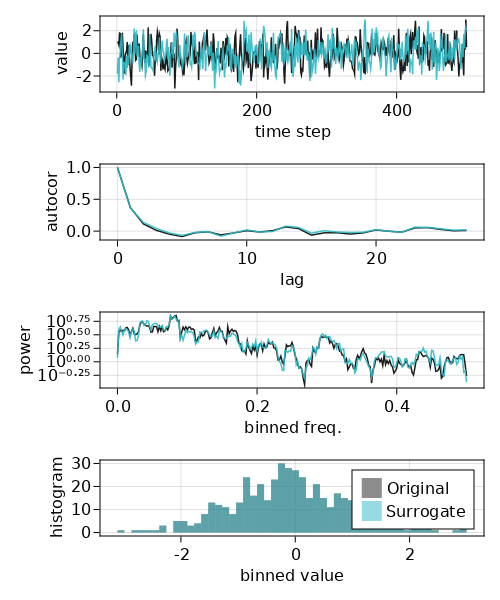 2
0
-2
value
0
200
400
time step
1.0
0.5
0.0
autocor
0
10
20
lag
10^0.75
10^0.50
10^0.25
10^0.00
10^-0.25
power
0.0
0.2
0.4
binned freq.
30
20
10
0
histogram
Original
Surrogate
-2
0
2
binned value